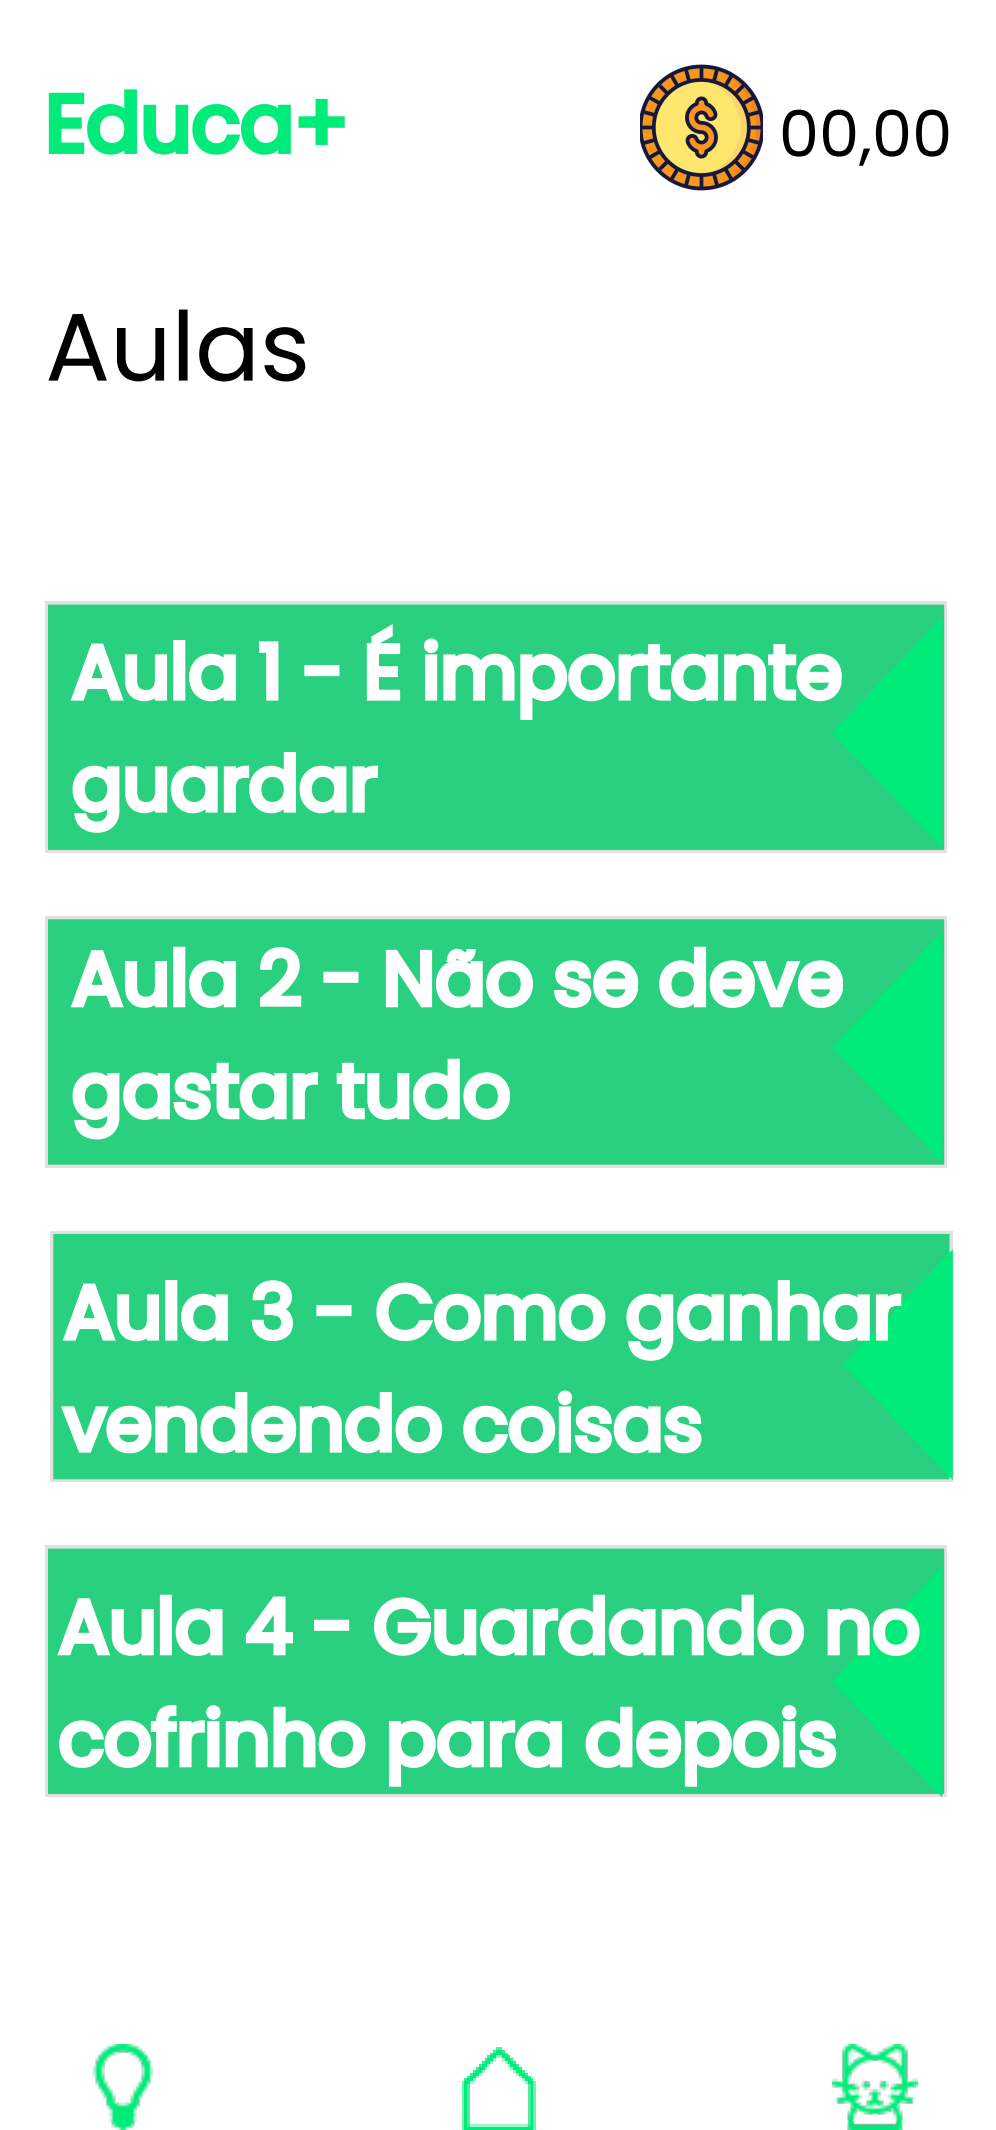 Educa+
00,00
Aulas
Aula 1 - É importante
guardar
Aula 2 - Não se deve
gastar tudo
Aula 3 - Como ganhar
vendendo coisas
Aula 4 - Guardando no
cofrinho para depois